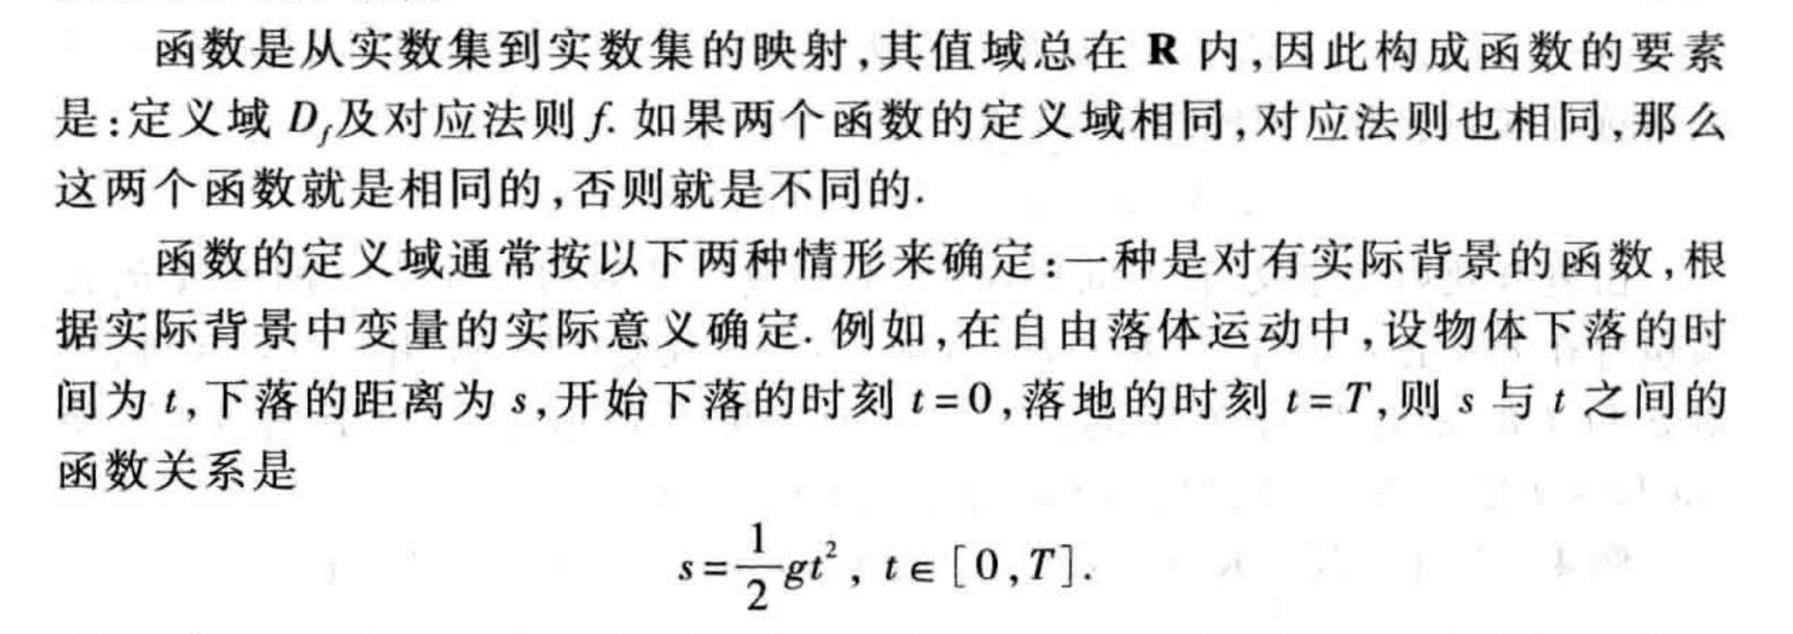 函数是从实数集到实数集的映射,其值域总在 R 内,因此构成函数的要素
是:定义域 D_f及对应法则f. 如果两个函数的定义域相同,对应法则也相同,那么
这两个函数就是相同的,否则就是不同的.
函数的定义域通常按以下两种情形来确定:一种是对有实际背景的函数,根
据实际背景中变量的实际意义确定. 例如,在自由落体运动中,设物体下落的时
间为 t,下落的距离为 s,开始下落的时刻 t=0,落地的时刻 t=T,则 s 与 t 之间的
函数关系是
s=\frac{1}{2}gt^2, t∈[0,T].